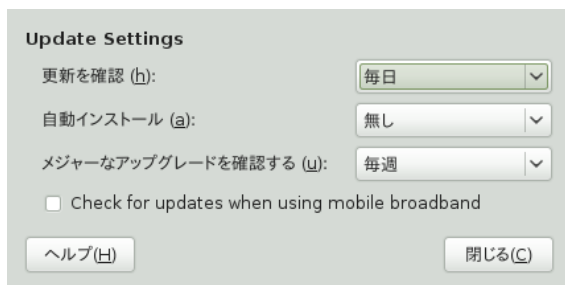 Update Settings
更新を確認 (h): 毎日
自動インストール (a): 無し
メジャーなアップグレードを確認する (u): 毎週
Check for updates when using mobile broadband
ヘルプ(H) 閉じる(C)